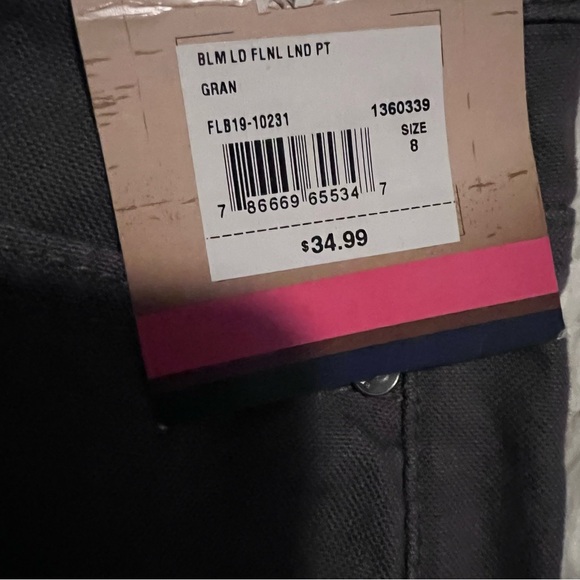 BLM LD FLNL LND PT
GRAN
FLB19-10231
1360339
SIZE
8
7 86669 65534 7
$34.99